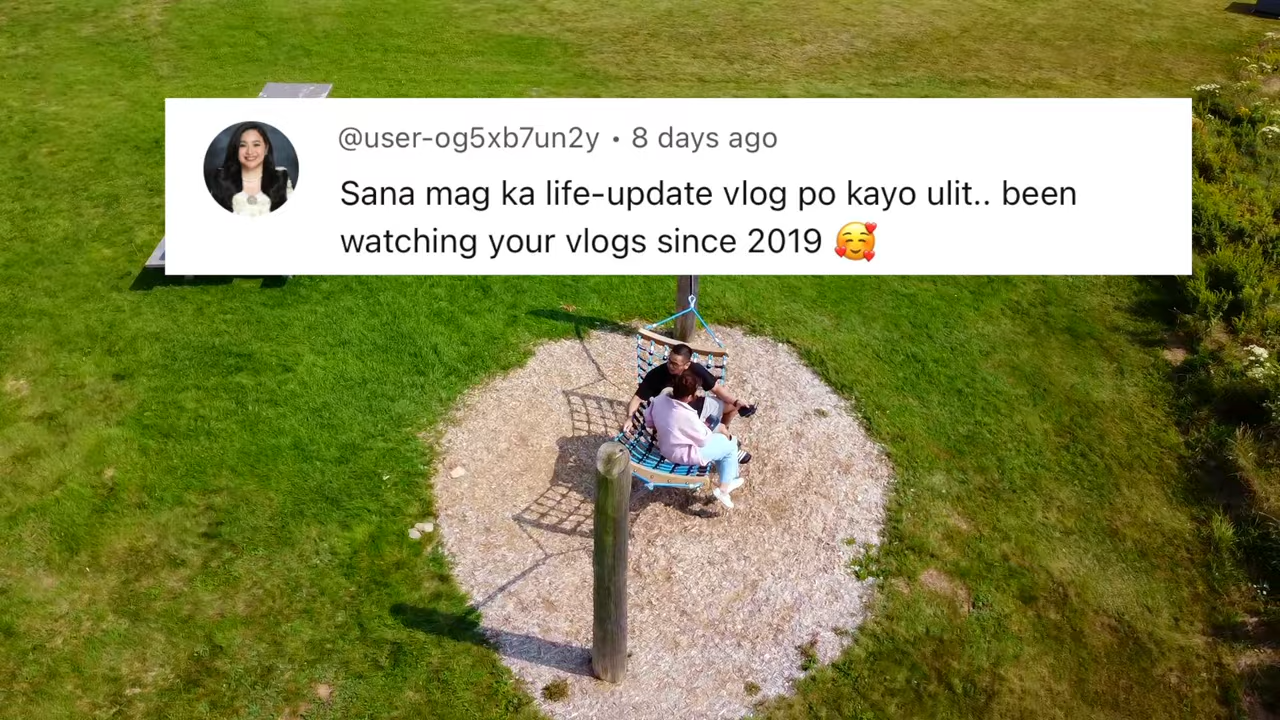 @user-og5xb7un2y • 8 days ago
Sana mag ka life-update vlog po kayo ulit.. been
watching your vlogs since 2019 🥰